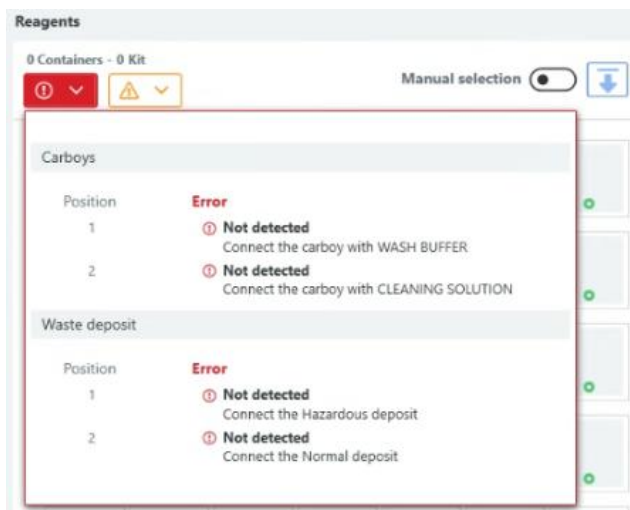 Reagents
0 Containers - 0 Kit
Manual selection
Carboys
Position Error
1 Not detected
Connect the carboy with WASH BUFFER
2 Not detected
Connect the carboy with CLEANING SOLUTION
Waste deposit
Position Error
1 Not detected
Connect the Hazardous deposit
2 Not detected
Connect the Normal deposit